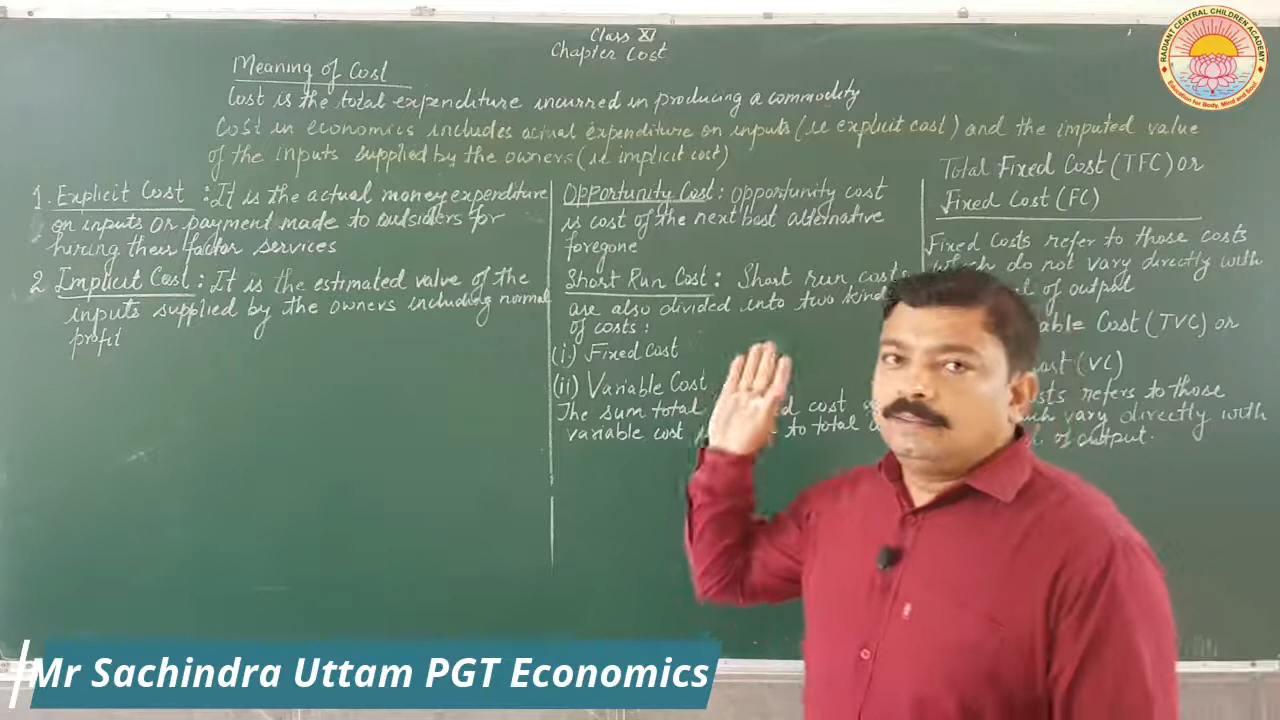 Class XI
Chapter Cost
Meaning of Cost
Cost is the total expenditure incurred in producing a commodity
Cost in economics includes actual expenditure on inputs (ie explicit cost) and the imputed value
of the inputs supplied by the owners (ie implicit cost)
1. Explicit Cost : It is the actual money expenditure
on inputs or payment made to outsiders for
hiring their factor services
2 Implicit Cost : It is the estimated value of the
inputs supplied by the owners including normal
profit
Opportunity Cost : Opportunity cost
is cost of the next best alternative
foregone
Short Run Cost : Short run costs
are also divided into two kind
of costs :
(i) Fixed Cost
(ii) Variable Cost
The sum total cost
variable cost to total
Total Fixed Cost (TFC) or
Fixed Cost (FC)
Fixed Costs refer to those costs
which do not vary directly with
of output
Cost (TVC) or
(VC)
refers to those
vary directly with
of output.
RADIANT CENTRAL CHILDREN ACADEMY
Education for Body, Mind and Soul
Mr Sachindra Uttam PGT Economics